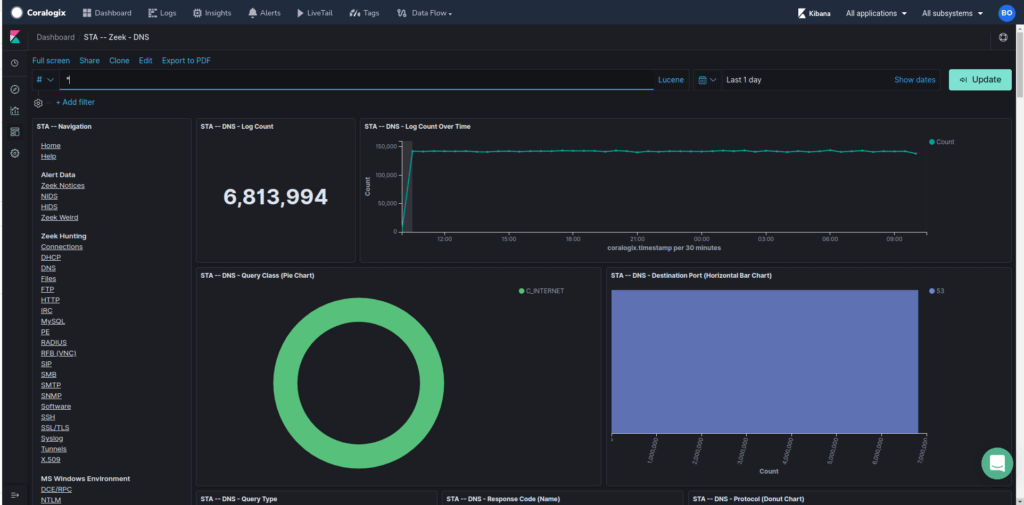 Coralogix
Dashboard
Logs
Insights
Alerts
LiveTail
Tags
Data Flow
Kibana
All applications
All subsystems
BO
Dashboard
STA -- Zeek - DNS
Full screen
Share
Clone
Edit
Export to PDF
#
*
Lucene
Last 1 day
Show dates
Update
+ Add filter
STA -- Navigation
Home
Help
Alert Data
Zeek Notices
NIDS
HIDS
Zeek Weird
Zeek Hunting
Connections
DHCP
DNS
Files
FTP
HTTP
IRC
MySQL
PE
RADIUS
RFB (VNC)
SIP
SMB
SMTP
SNMP
Software
SSH
SSL/TLS
Syslog
Tunnels
X.509
MS Windows Environment
DCE/RPC
NTLM
STA -- DNS - Log Count
6,813,994
STA -- DNS - Log Count Over Time
Count
150,000
100,000
50,000
0
Count
12:00
15:00
18:00
21:00
00:00
03:00
06:00
09:00
coralogix.timestamp per 30 minutes
STA -- DNS - Query Class (Pie Chart)
C_INTERNET
STA -- DNS - Destination Port (Horizontal Bar Chart)
53
1,000,000
2,000,000
3,000,000
4,000,000
5,000,000
6,000,000
7,000,000
Count
STA -- DNS - Query Type
STA -- DNS - Response Code (Name)
STA -- DNS - Protocol (Donut Chart)